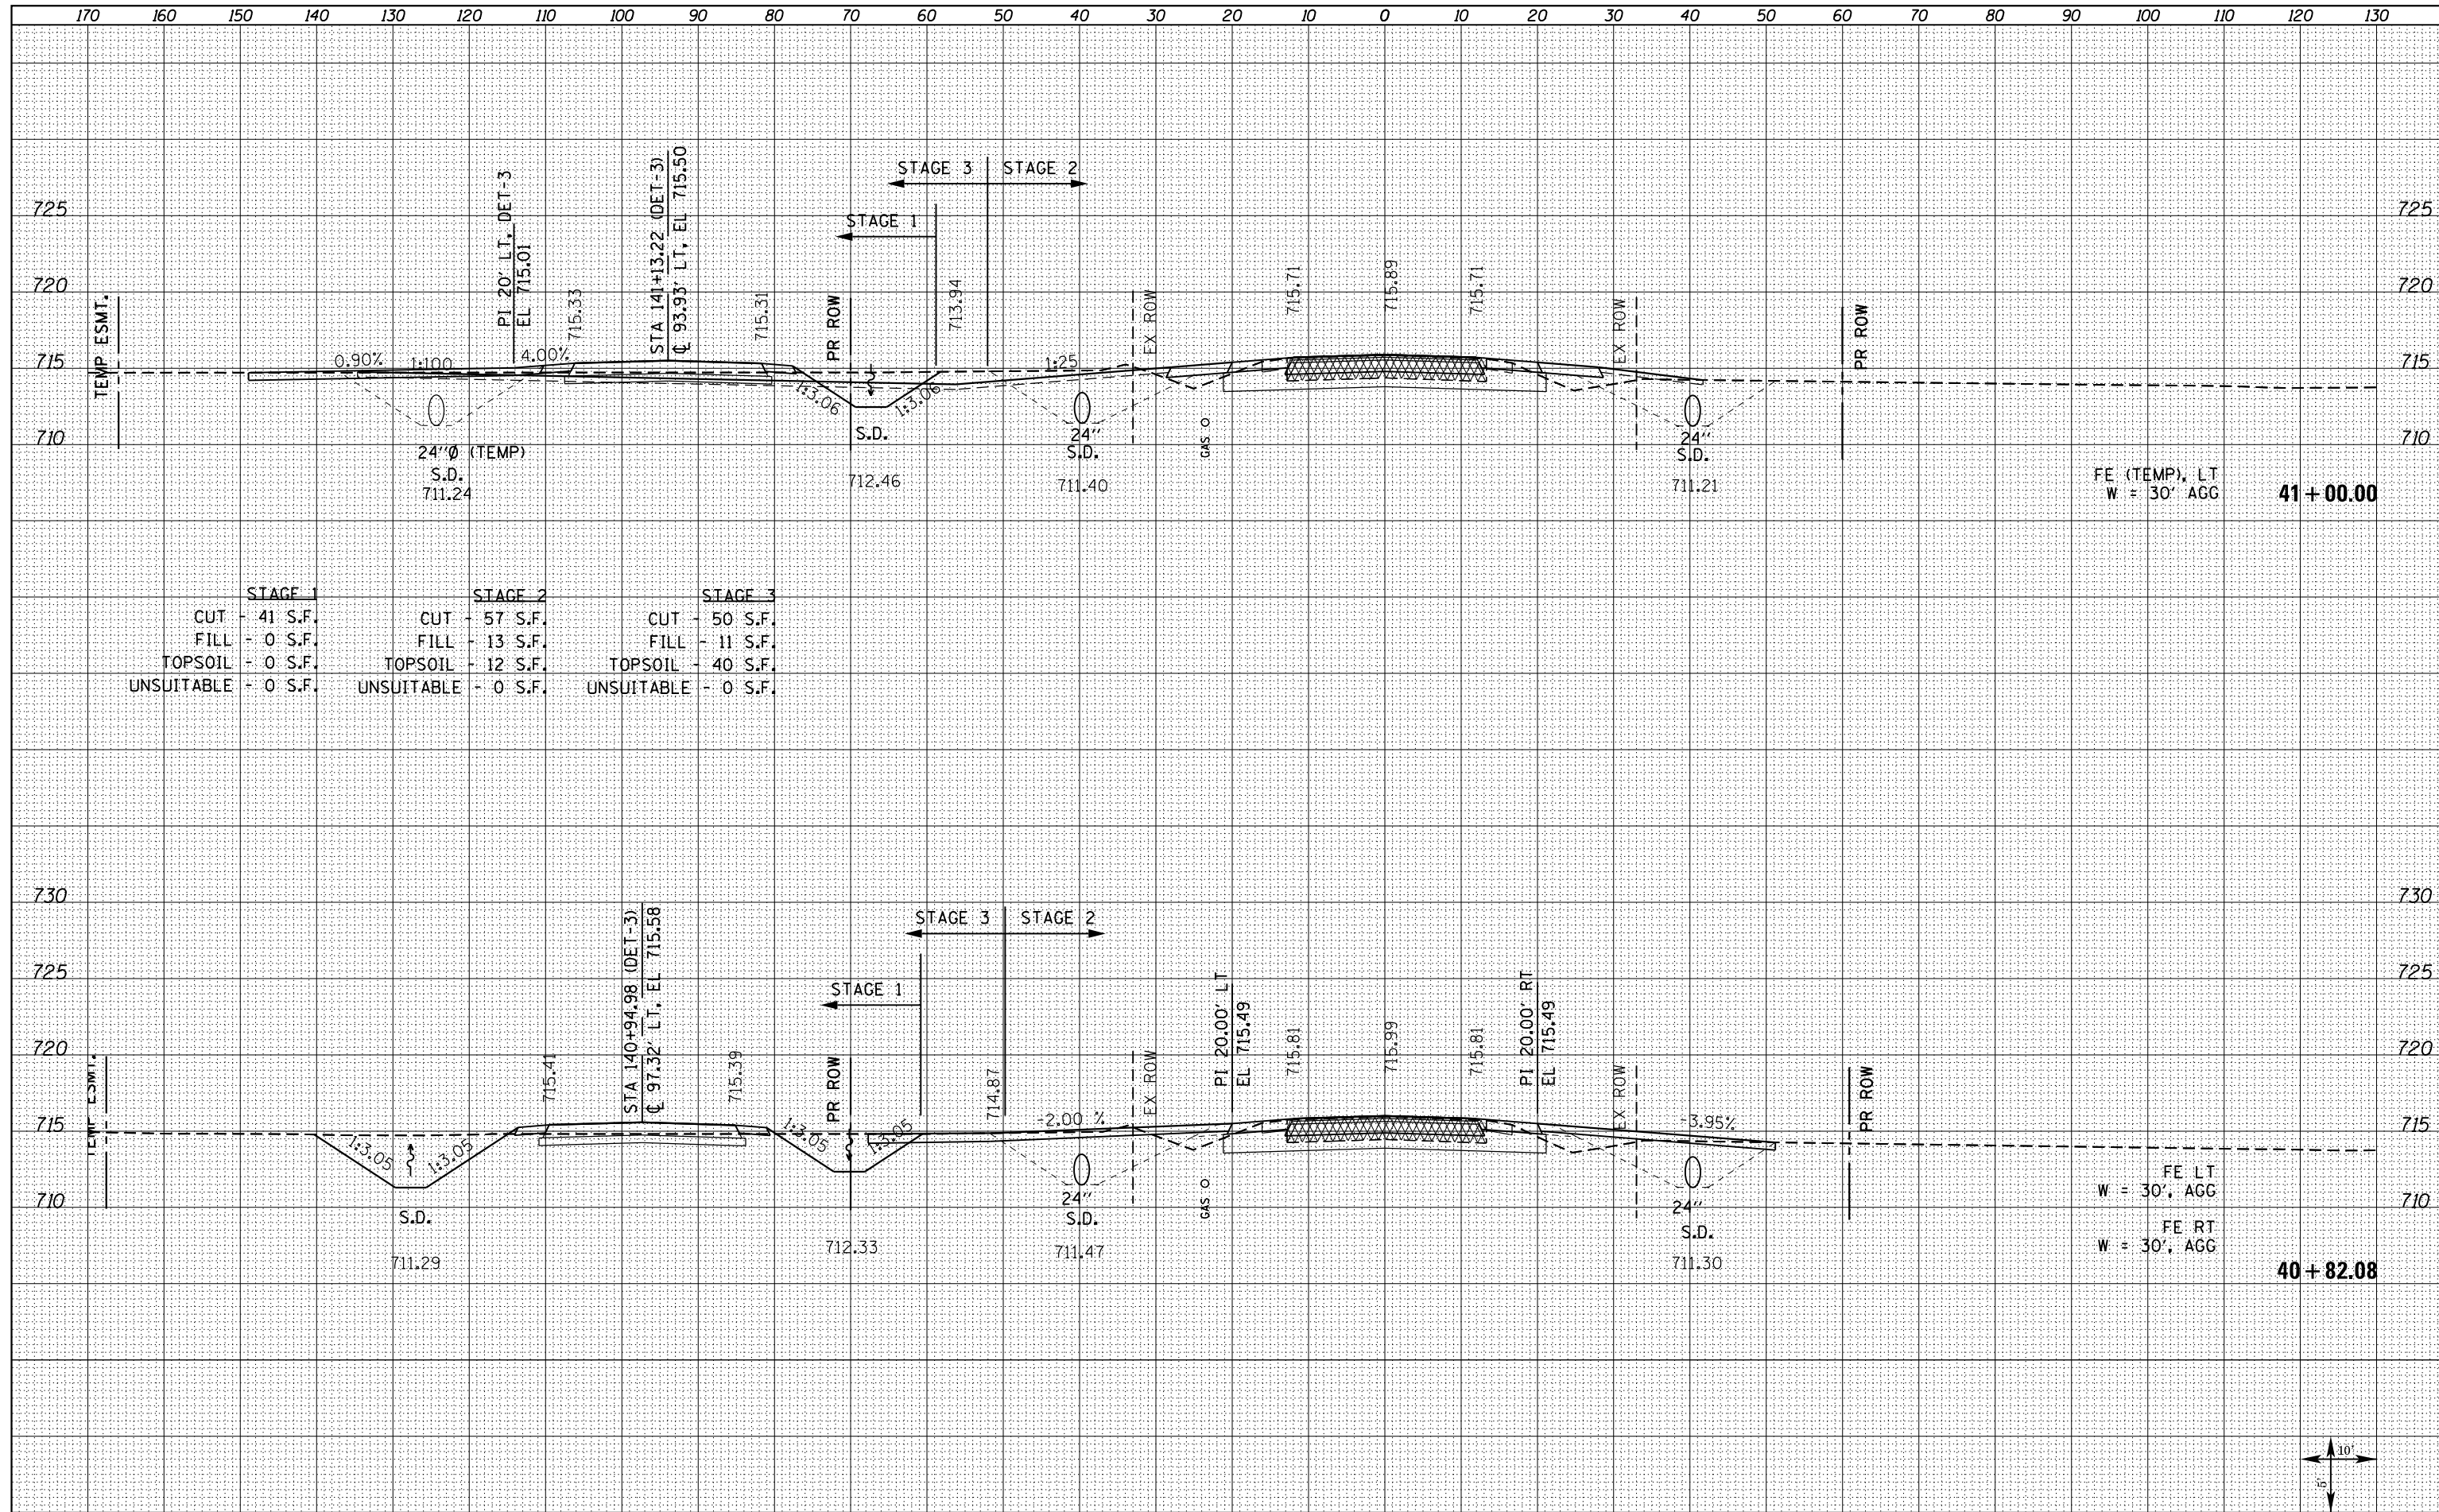 170 160 150 140 130 120 110 100 90 80 70 60 50 40 30 20 10 0 10 20 30 40 50 60 70 80 90 100 110 120 130
725 725
720 720
715 715
710 710
TEMP ESMT.
0.90%
1:100
4.00%
PI 20' LT, DET-3
EL 715.01
715.33
STA 141+13.22 (DET-3)
℄ 93.93' LT, EL 715.50
715.31
PR ROW
STAGE 3
STAGE 2
STAGE 1
713.94
1:25
EX ROW
715.71
715.89
715.71
EX ROW
PR ROW
1:3.06
1:3.06
24''Ø (TEMP)
S.D.
711.24
S.D.
712.46
24''
S.D.
711.40
GAS O
24''
S.D.
711.21
FE (TEMP), LT
W = 30' AGG
41+00.00
STAGE 1
CUT - 41 S.F.
FILL - 0 S.F.
TOPSOIL - 0 S.F.
UNSUITABLE - 0 S.F.
STAGE 2
CUT - 57 S.F.
FILL - 13 S.F.
TOPSOIL - 12 S.F.
UNSUITABLE - 0 S.F.
STAGE 3
CUT - 50 S.F.
FILL - 11 S.F.
TOPSOIL - 40 S.F.
UNSUITABLE - 0 S.F.
730 730
725 725
720 720
715 715
710 710
TEMP ESMT.
1:3.05
1:3.05
715.41
STA 140+94.98 (DET-3)
℄ 97.32' LT, EL 715.58
715.39
1:3.05
PR ROW
1:3.05
STAGE 3
STAGE 2
STAGE 1
714.87
-2.00 %
EX ROW
PI 20.00' LT
EL 715.49
715.81
715.99
715.81
PI 20.00' RT
EL 715.49
EX ROW
-3.95%
PR ROW
S.D.
711.29
712.33
24''
S.D.
711.47
GAS O
24''
S.D.
711.30
FE LT
W = 30', AGG
FE RT
W = 30', AGG
40+82.08
10'
5'